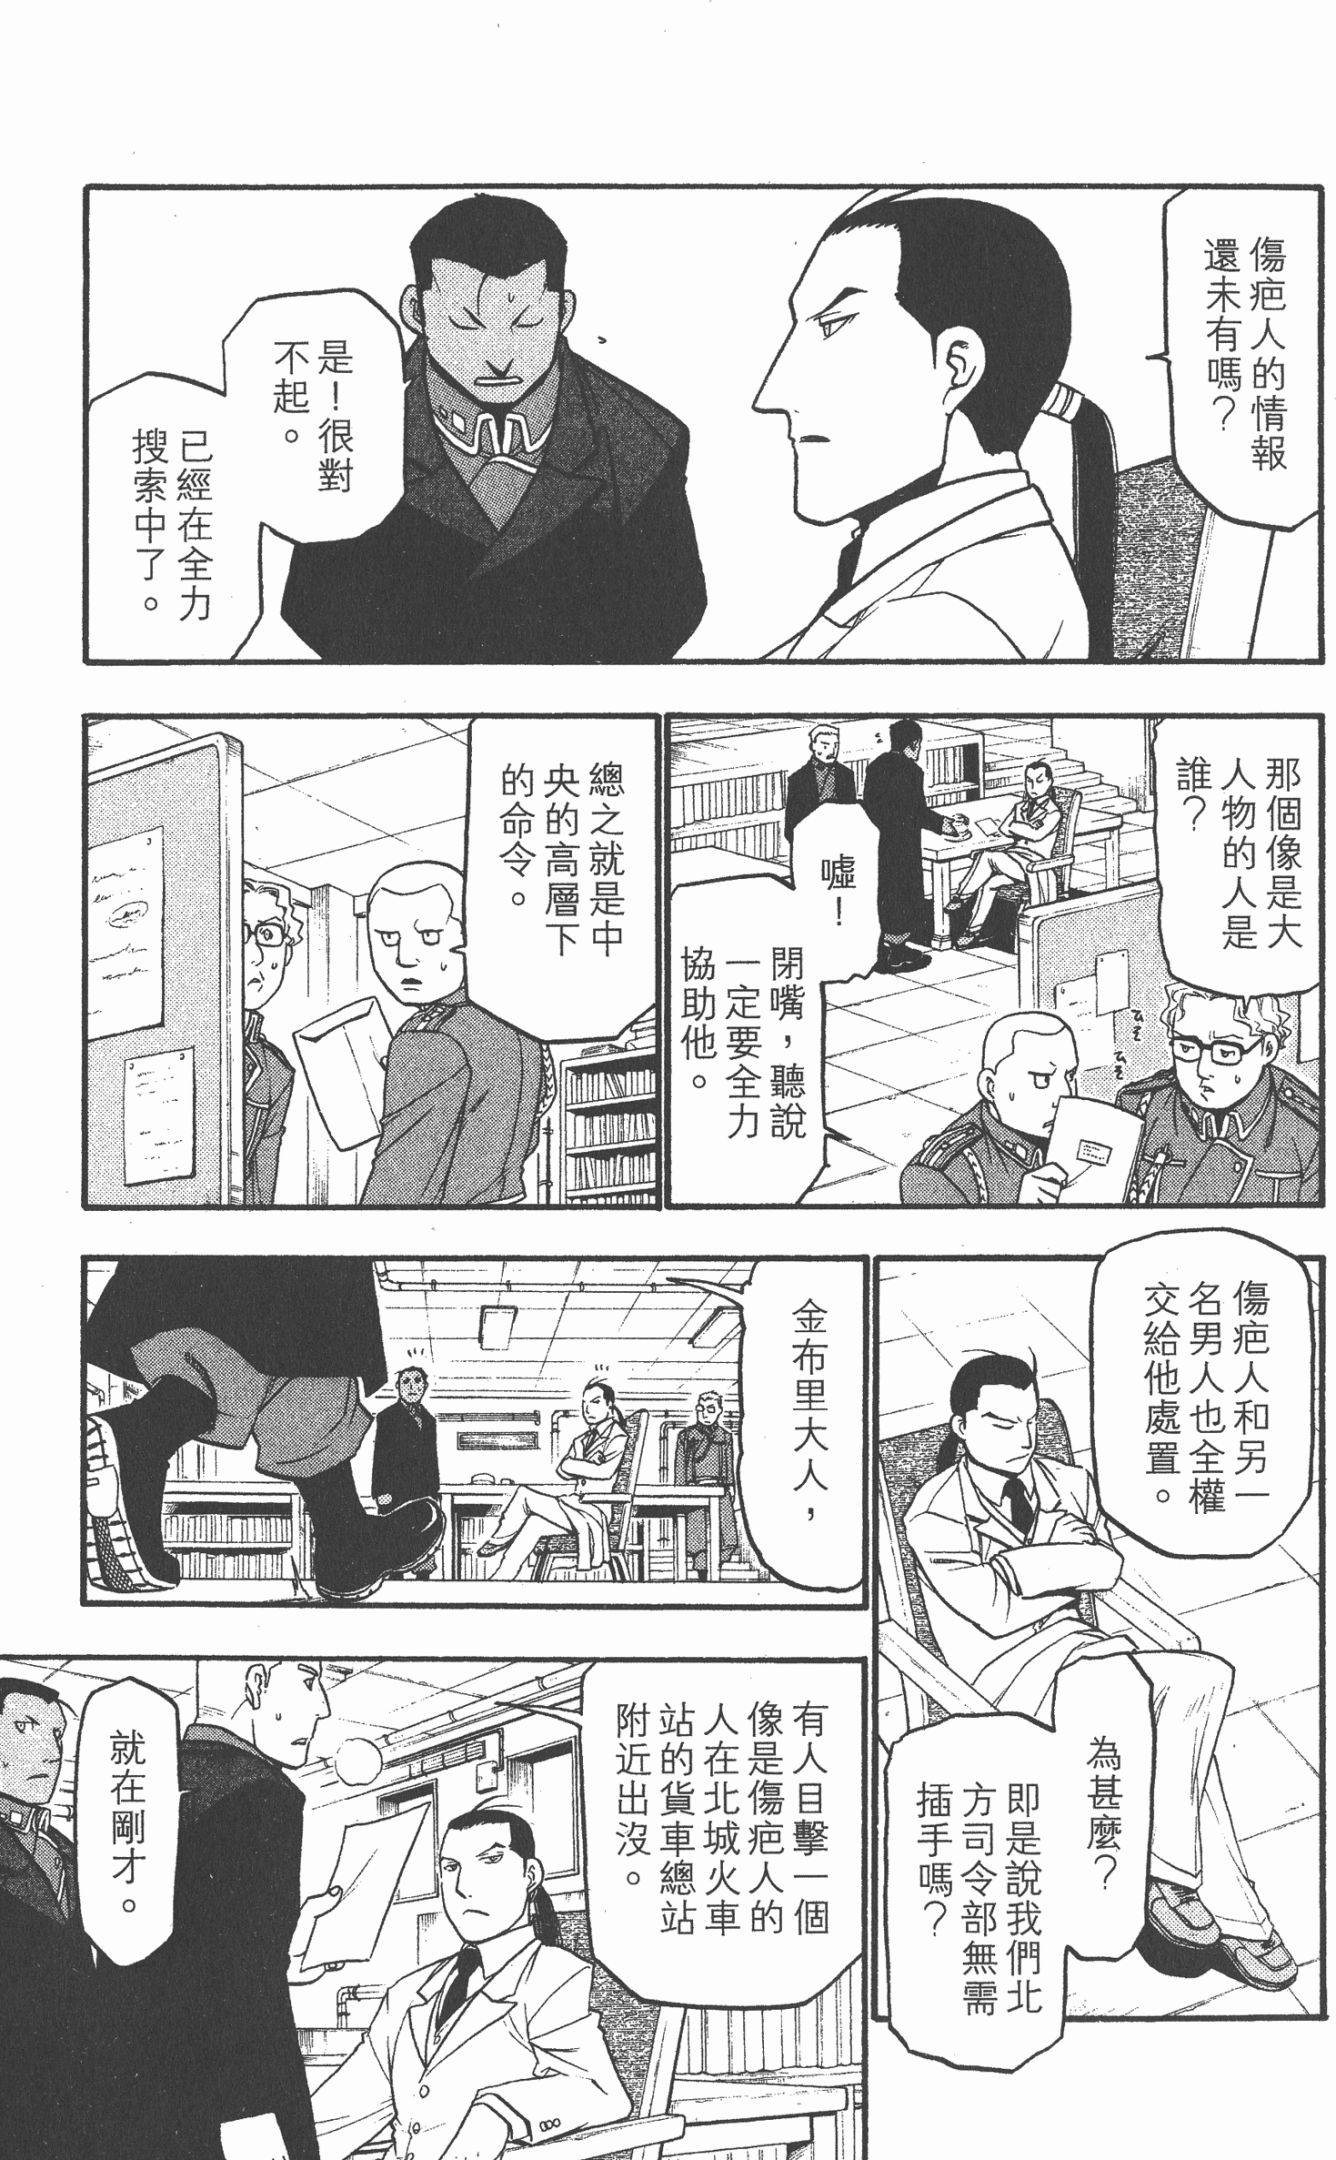 傷疤人的情報
還未有嗎？
是！很對
不起。
已經在全力
搜索中了。
那個像是大
人物的人是
誰？
噓！
閉嘴，聽說
一定要全力
協助他。
總之就是中
央的高層下
的命令。
傷疤人和另一
名男人也全權
交給他處置。
為甚麼？
即是說我們北
方司令部無需
插手嗎？
金布里大人，
有人目擊一個
像是傷疤人的
人在北城火車
站的貨車總站
附近出沒。
就在剛才。